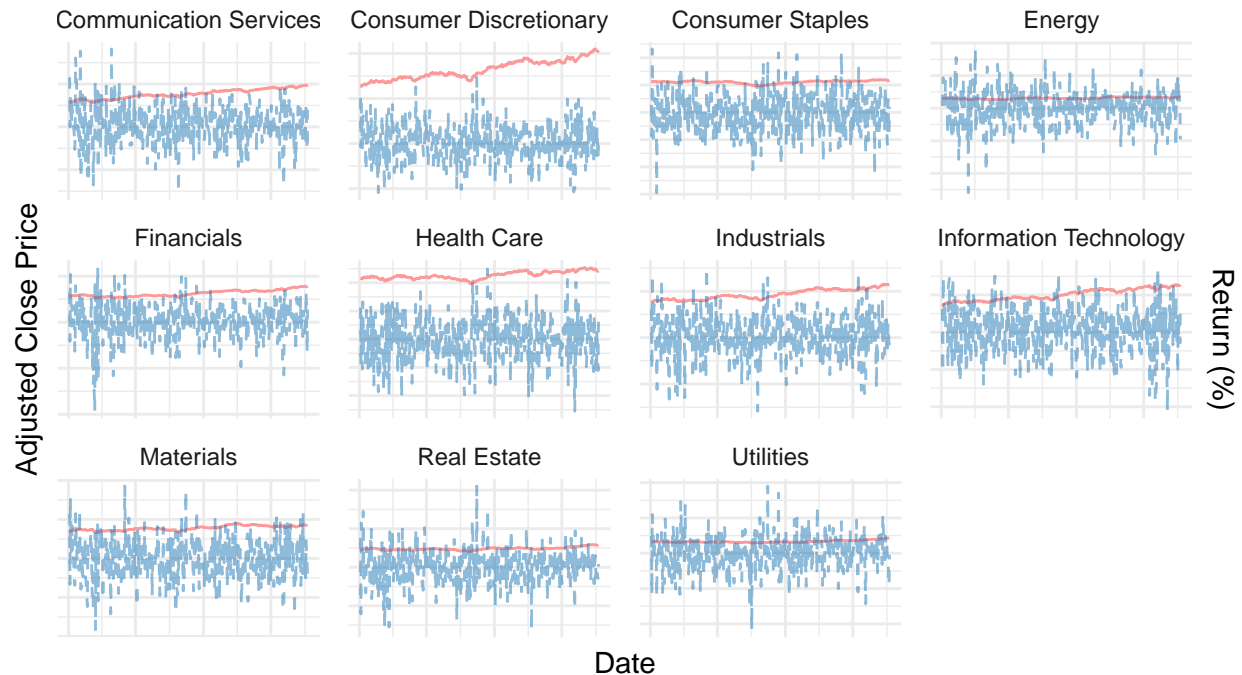 Communication Services
Consumer Discretionary
Consumer Staples
Energy
Financials
Health Care
Industrials
Information Technology
Materials
Real Estate
Utilities
Adjusted Close Price
Return (%)
Date